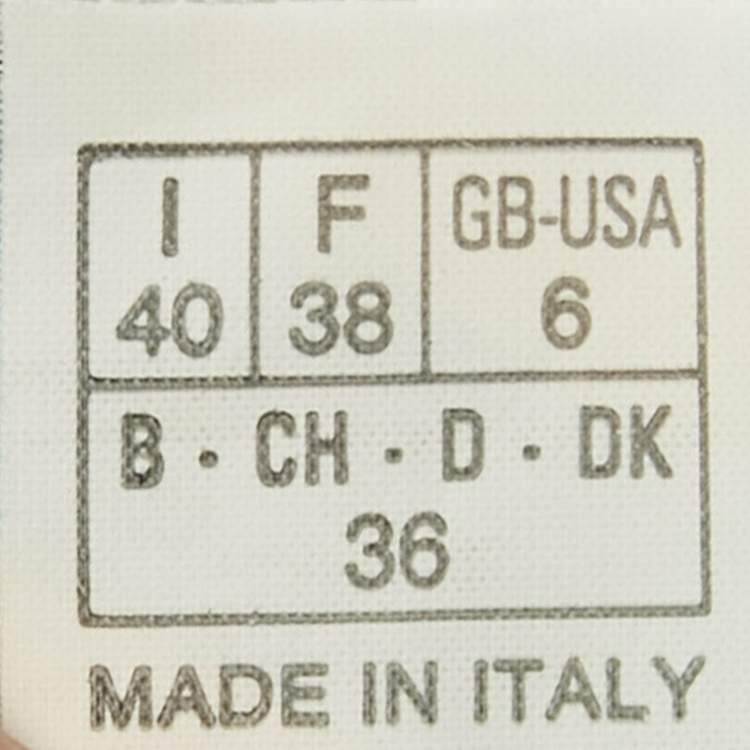 I F GB-USA
40 38 6
B · CH · D · DK
36
MADE IN ITALY